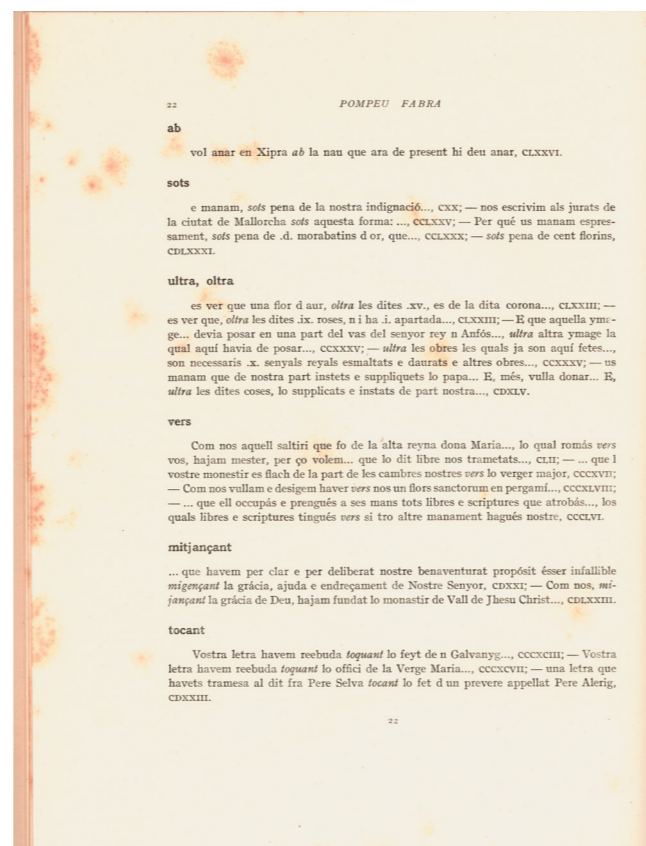 22
POMPEU FABRA
ab
vol anar en Xipra ab la nau que ara de present hi deu anar, CLXXVI.
sots
e manam, sots pena de la nostra indignació..., CXX; — nos escrivim als jurats de
la ciutat de Mallorcha sots aquesta forma: ..., CCLXXV; — Per qué us manam espres-
sament, sots pena de .d. morabatins d or, que..., CCLXXX; — sots pena de cent florins,
CDLXXXI.
ultra, oltra
es ver que una flor d aur, oltra les dites .xv., es de la dita corona..., CLXXIII; —
es ver que, oltra les dites .ix. roses, n i ha .i. apartada..., CLXXIII; — E que aquella yma-
ge... devia posar en una part del vas del senyor rey n Anfós..., ultra altra ymage la
qual aquí havia de posar..., CCXXXV; — ultra les obres les quals ja son aquí fetes...,
son necessaris .x. senyals reyals esmaltats e daurats e altres obres..., CCXXXV; — us
manam que de nostra part instets e suppliquets lo papa... E, més, vulla donar... E,
ultra les dites coses, lo supplicats e instats de part nostra..., CDXLV.
vers
Com nos aquell saltiri que fo de la alta reyna dona Maria..., lo qual romás vers
vos, hajam mester, per ço volem... que lo dit libre nos trametats..., CLII; — ... que l
vostre monestir es flach de la part de les cambres nostres vers lo verger major, CCCXVII;
— Com nos vullam e desigem haver vers nos un flors sanctorum en pergamí..., CCCXLVIII;
— ... que ell occupás e prengués a ses mans tots libres e scriptures que atrobás..., los
quals libres e scriptures tingués vers si tro altre manament hagués nostre, CCCLVI.
mitjançant
... que havem per clar e per deliberat nostre benaventurat propósit ésser infallible
migençant la grácia, ajuda e endreçament de Nostre Senyor, CDXXI; — Com nos, mi-
jançant la grácia de Deu, hajam fundat lo monastir de Vall de Jhesu Christ..., CDLXXIII.
tocant
Vostra letra havem reebuda toquant lo feyt de n Galvanyg..., CCCXCIII; — Vostra
letra havem reebuda toquant lo offici de la Verge Maria..., CCCXCVII; — una letra que
havets tramesa al dit fra Pere Selva tocant lo fet d un prevere appellat Pere Alerig,
CDXXIII.
22